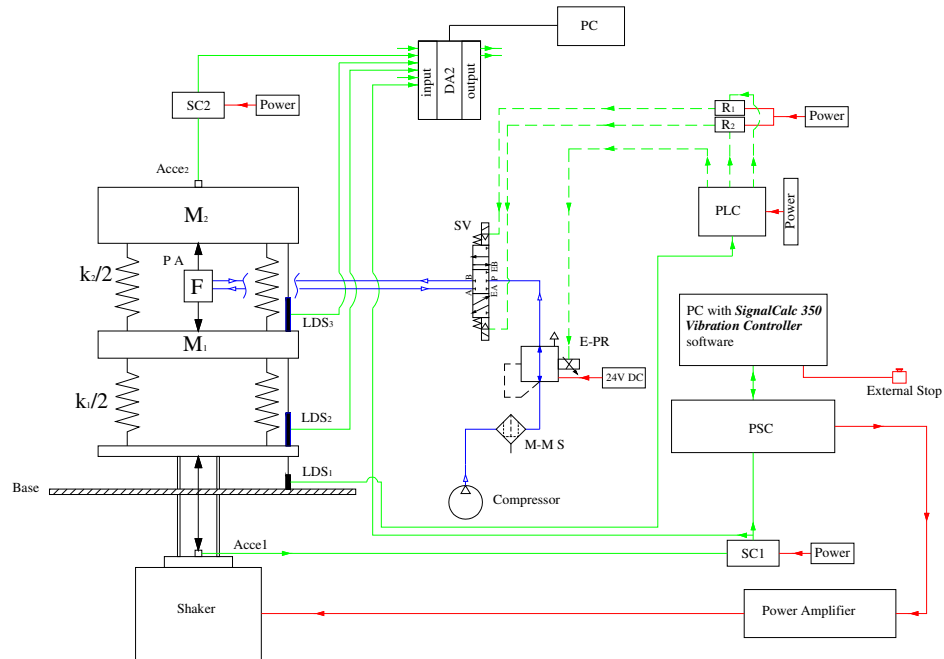 PC
input
DA2
output
SC2
Power
R1
R2
Power
Acce2
M2
SV
PLC
Power
k2/2
P A
F
B
A
EB
P
EA
LDS3
M1
PC with SignalCalc 350
Vibration Controller
software
E-PR
24V DC
External Stop
k1/2
LDS2
M-M S
PSC
LDS1
Base
Compressor
Acce1
SC1
Power
Shaker
Power Amplifier